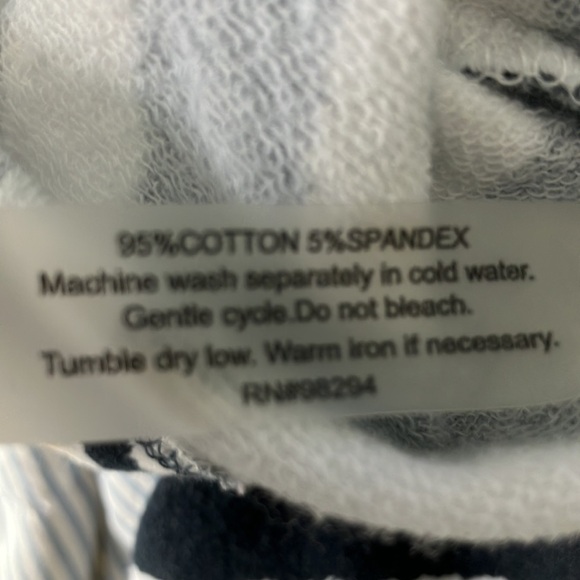 95%COTTON 5%SPANDEX
Machine wash separately in cold water.
Gentle cycle.Do not bleach.
Tumble dry low. Warm iron if necessary.
RN#98294